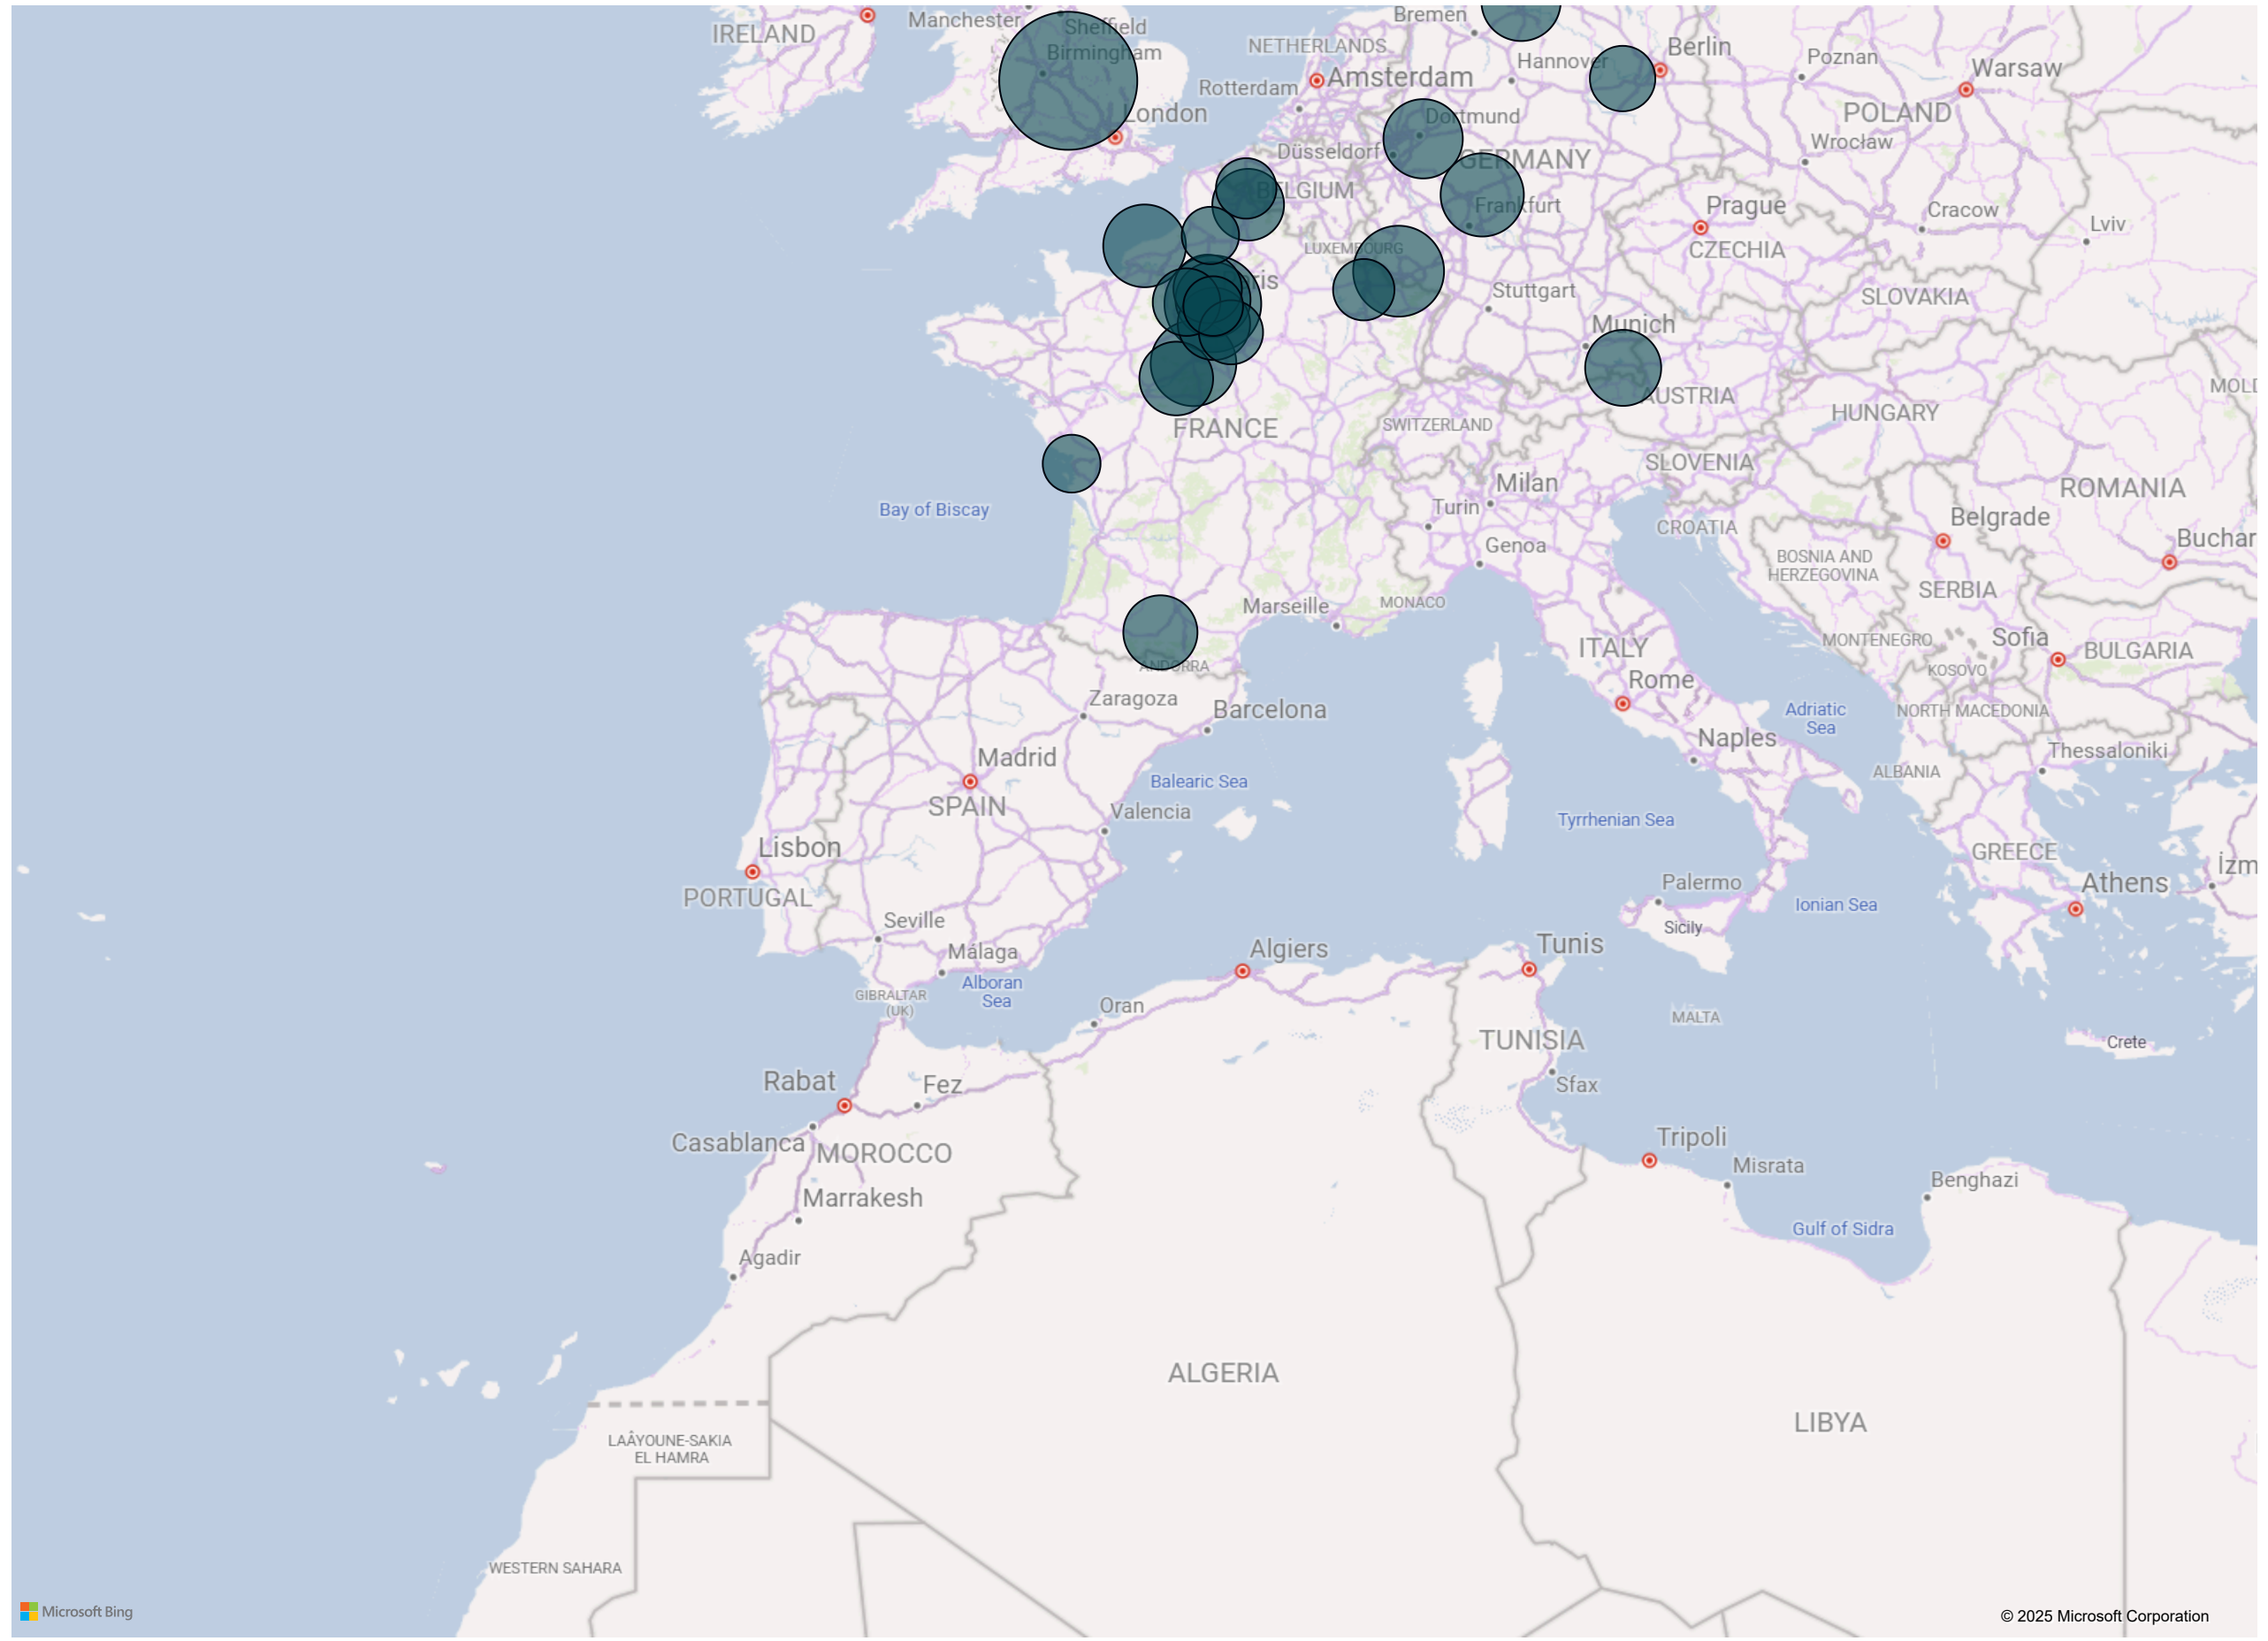 IRELAND
Manchester
Sheffield
Birmingham
London
Bremen
NETHERLANDS
Amsterdam
Rotterdam
Hannover
Berlin
Poznan
Warsaw
POLAND
Dortmund
Düsseldorf
GERMANY
Wrocław
BELGIUM
Frankfurt
Prague
Cracow
Lviv
LUXEMBOURG
CZECHIA
ris
Stuttgart
SLOVAKIA
Munich
AUSTRIA
MOLD
FRANCE
SWITZERLAND
HUNGARY
SLOVENIA
Milan
ROMANIA
Bay of Biscay
Turin
CROATIA
Belgrade
Buchar
Genoa
BOSNIA AND
HERZEGOVINA
SERBIA
Marseille
MONACO
MONTENEGRO
Sofia
BULGARIA
ITALY
ANDORRA
KOSOVO
Rome
Zaragoza
Barcelona
Adriatic
Sea
NORTH MACEDONIA
Naples
Thessaloniki
Madrid
ALBANIA
Balearic Sea
SPAIN
Valencia
Tyrrhenian Sea
Lisbon
GREECE
İzm
PORTUGAL
Palermo
Athens
Ionian Sea
Seville
Sicily
Málaga
Algiers
Tunis
Alboran
Sea
GIBRALTAR
(UK)
Oran
MALTA
TUNISIA
Crete
Rabat
Fez
Sfax
Casablanca
MOROCCO
Tripoli
Misrata
Benghazi
Marrakesh
Gulf of Sidra
Agadir
ALGERIA
LIBYA
LAÂYOUNE-SAKIA
EL HAMRA
WESTERN SAHARA
Microsoft Bing
© 2025 Microsoft Corporation